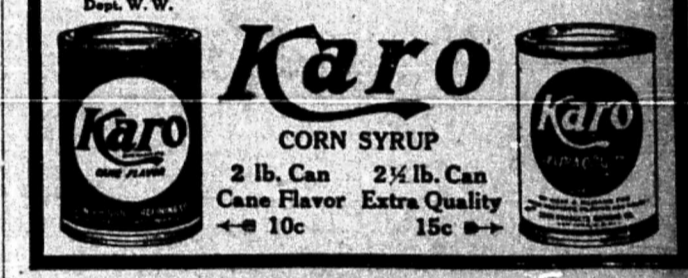 Dept. W. W.
Karo
CORN SYRUP
2 lb. Can
Cane Flavor
10c
2½ lb. Can
Extra Quality
15c
Karo
CANE FLAVOR
Karo